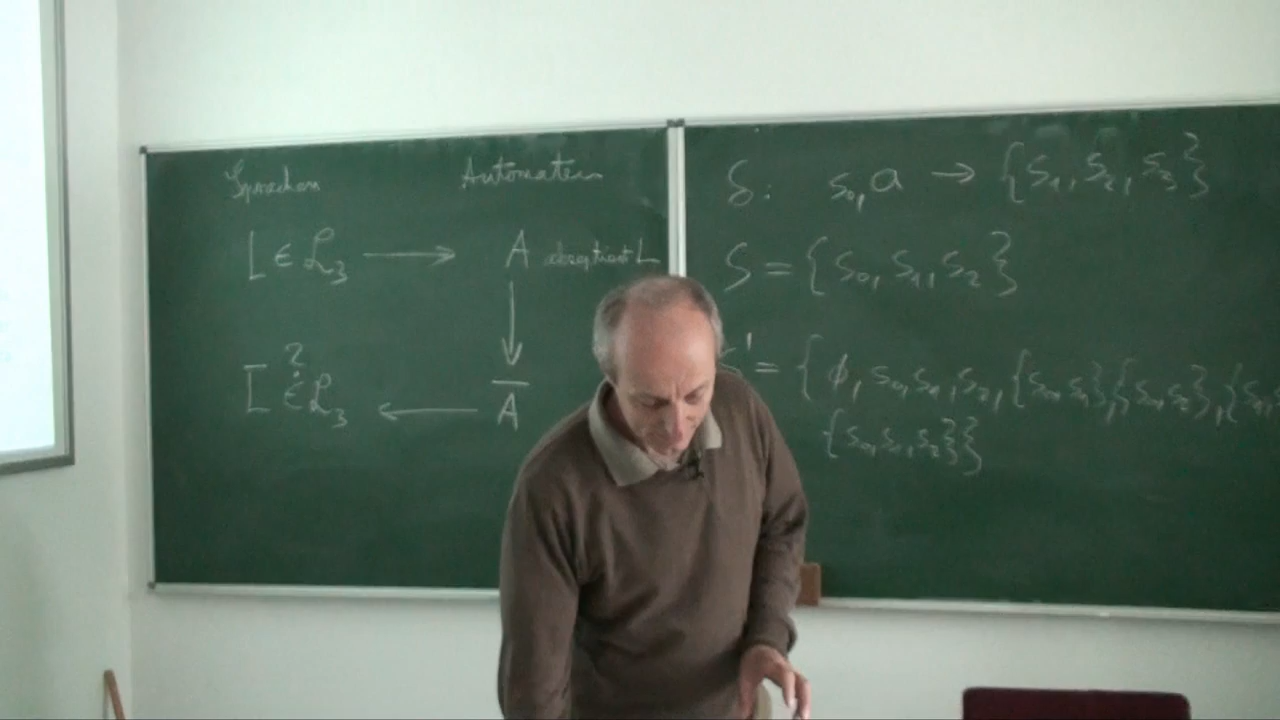 Sprachen Automaten
L ∈ ℒ₃ → A akzeptiert L
↓
L̅ ∈? ℒ₃ ← A̅
δ: s₀, a → {s₁, s₂, s₃}
S = {s₀, s₁, s₂}
' = {ϕ, s₀, s₁, s₂, {s₀, s₁}, {s₀, s₂}, {s₁,
{s₀, s₁, s₂}}